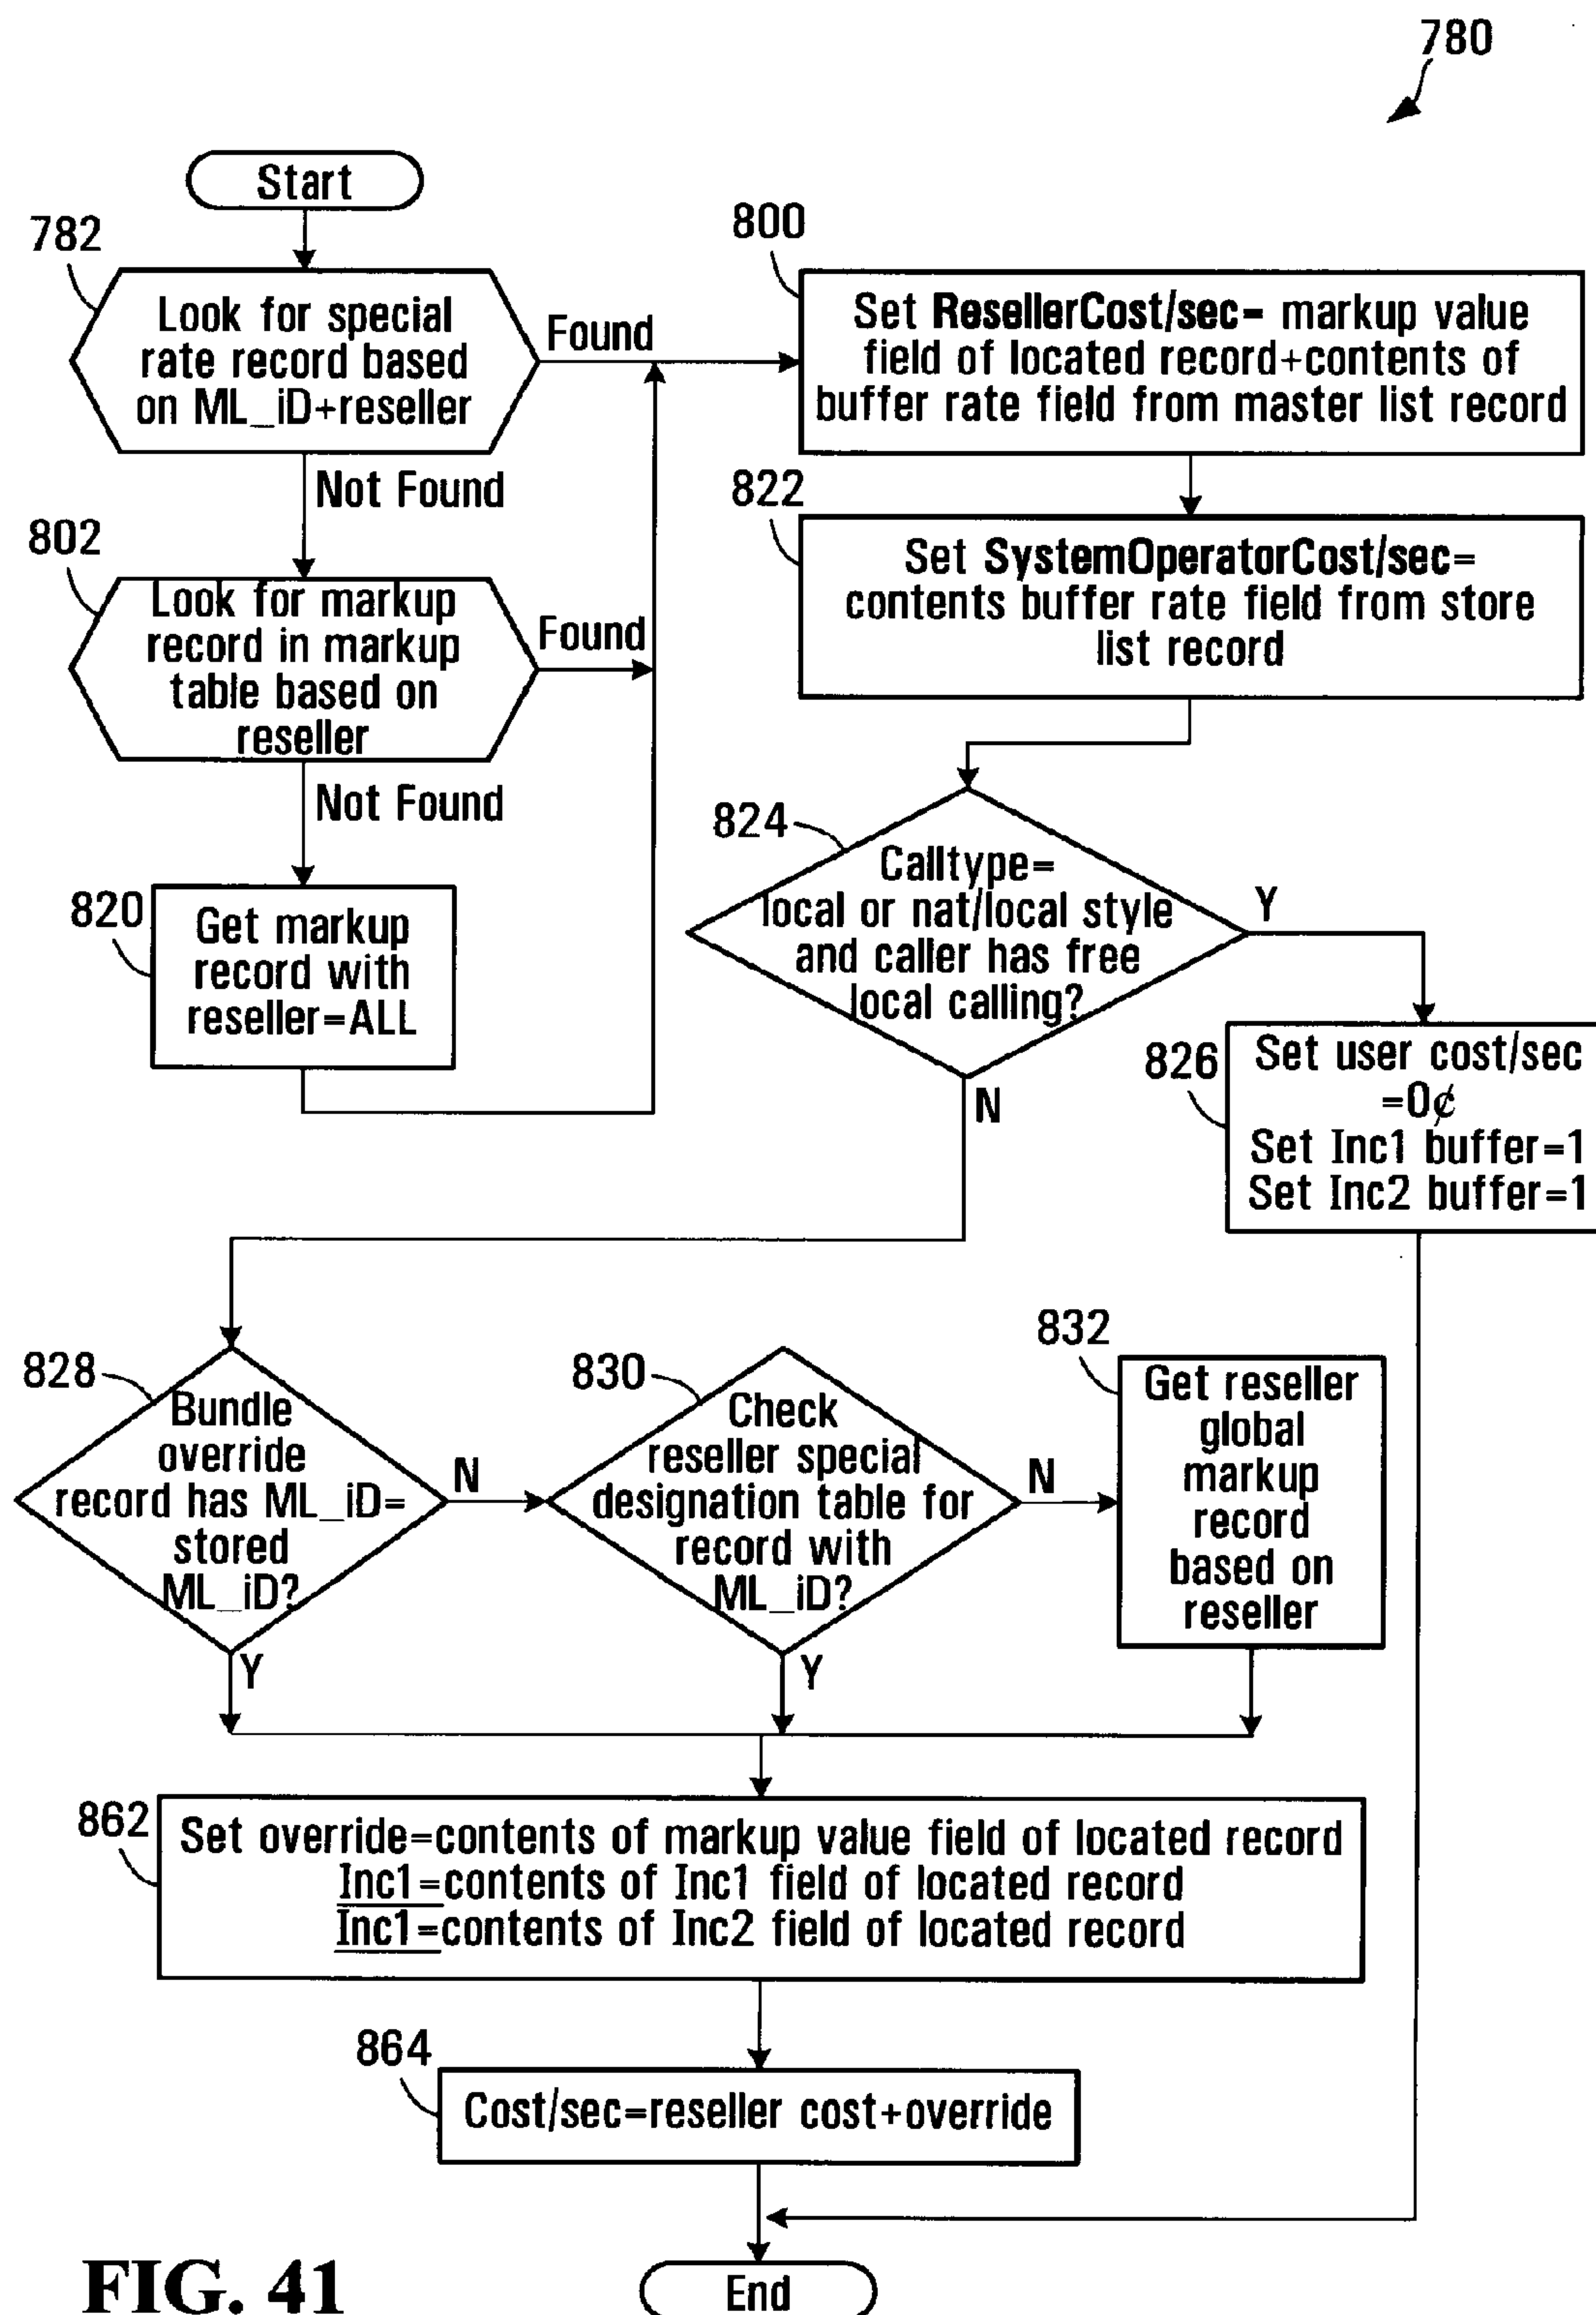 780
Start
782
Look for special
rate record based
on ML_iD+reseller
Found
Not Found
802
Look for markup
record in markup
table based on
reseller
Found
Not Found
820
Get markup
record with
reseller=ALL
800
Set ResellerCost/sec= markup value
field of located record+contents of
buffer rate field from master list record
822
Set SystemOperatorCost/sec=
contents buffer rate field from store
list record
824
Calltype=
local or nat/local style
and caller has free
local calling?
Y
N
826
Set user cost/sec
=0¢
Set Inc1 buffer=1
Set Inc2 buffer=1
828
Bundle
override
record has ML_iD=
stored
ML_iD?
N
Y
830
Check
reseller special
designation table for
record with
ML_iD?
N
Y
832
Get reseller
global
markup
record
based on
reseller
862
Set override=contents of markup value field of located record
Inc1=contents of Inc1 field of located record
Inc1=contents of Inc2 field of located record
864
Cost/sec=reseller cost+override
End
FIG. 41